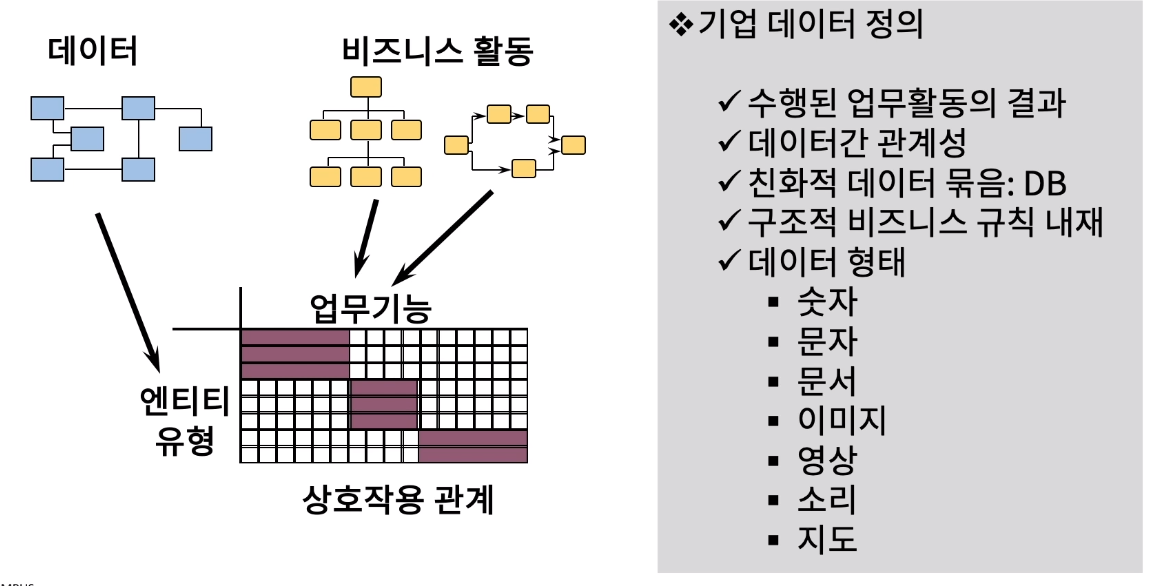 데이터
비즈니스 활동
업무기능
엔티티
유형
상호작용 관계
❖기업 데이터 정의
✓수행된 업무활동의 결과
✓데이터간 관계성
✓친화적 데이터 묶음: DB
✓구조적 비즈니스 규칙 내재
✓데이터 형태
▪ 숫자
▪ 문자
▪ 문서
▪ 이미지
▪ 영상
▪ 소리
▪ 지도